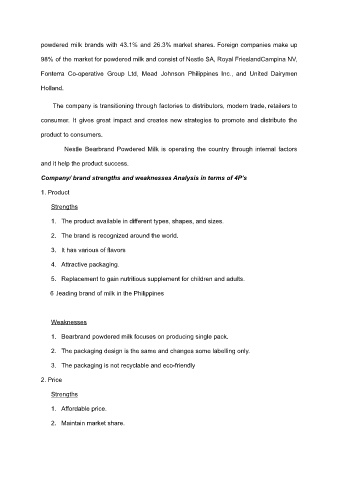 powdered milk brands with 43.1% and 26.3% market shares. Foreign companies make up
98% of the market for powdered milk and consist of Nestle SA, Royal FrieslandCampina NV,
Fonterra Co-operative Group Ltd, Mead Johnson Philippines Inc., and United Dairymen
Holland.
The company is transitioning through factories to distributors, modern trade, retailers to
consumer. It gives great impact and creates new strategies to promote and distribute the
product to consumers.
Nestle Bearbrand Powdered Milk is operating the country through internal factors
and it help the product success.
Company/ brand strengths and weaknesses Analysis in terms of 4P's
1. Product
Strengths
1. The product available in different types, shapes, and sizes.
2. The brand is recognized around the world.
3. It has various of flavors
4. Attractive packaging.
5. Replacement to gain nutritious supplement for children and adults.
6 .leading brand of milk in the Philippines
Weaknesses
1. Bearbrand powdered milk focuses on producing single pack.
2. The packaging design is the same and changes some labelling only.
3. The packaging is not recyclable and eco-friendly
2. Price
Strengths
1. Affordable price.
2. Maintain market share.